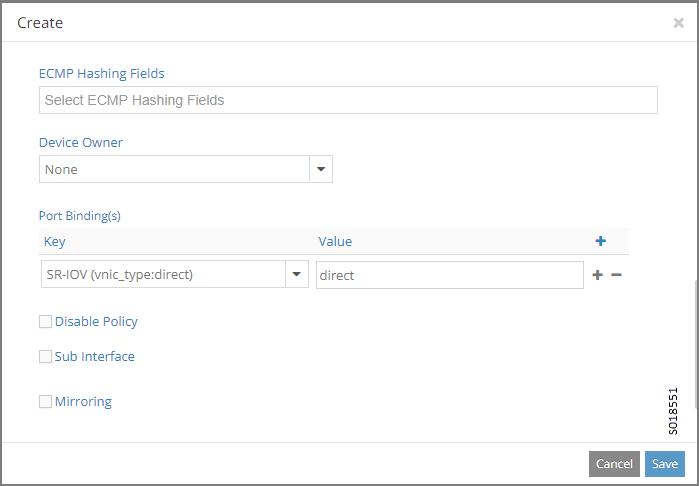 Create
×
ECMP Hashing Fields
Select ECMP Hashing Fields
Device Owner
None
Port Binding(s)
Key Value +
SR-IOV (vnic_type:direct) direct + −
Disable Policy
Sub Interface
Mirroring
S018551
Cancel Save